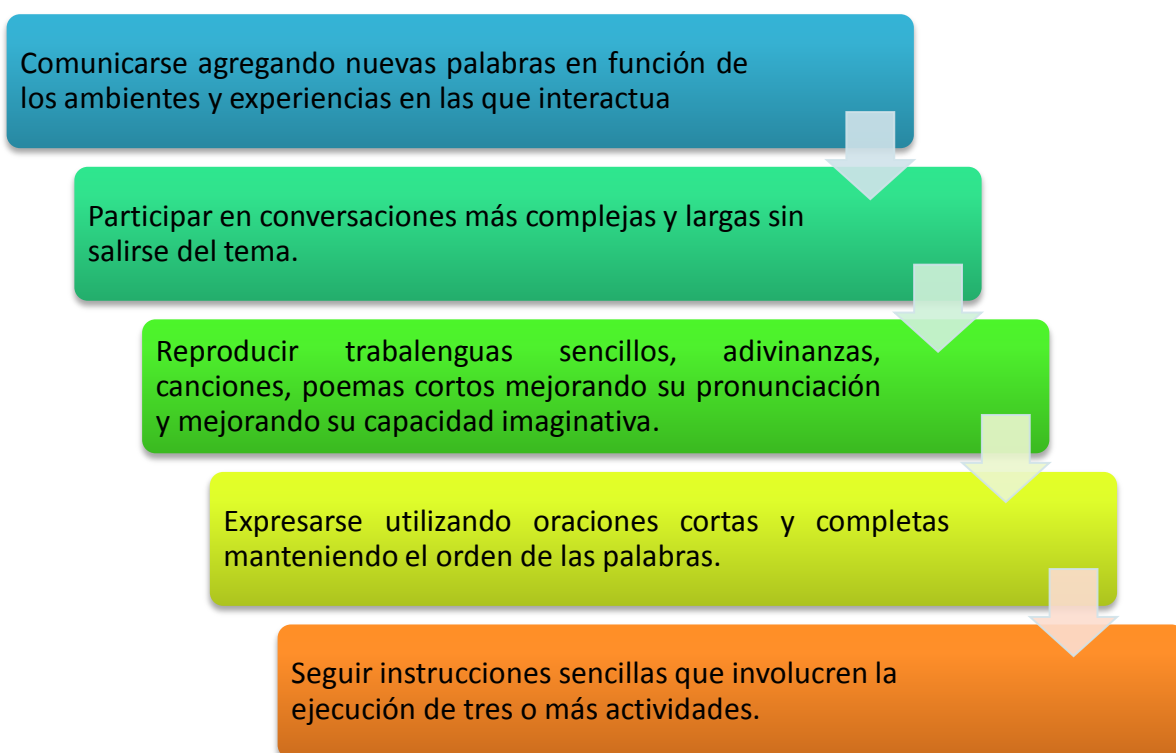 Comunicarse agregando nuevas palabras en función de
los ambientes y experiencias en las que interactua
Participar en conversaciones más complejas y largas sin
salirse del tema.
Reproducir trabalenguas sencillos, adivinanzas,
canciones, poemas cortos mejorando su pronunciación
y mejorando su capacidad imaginativa.
Expresarse utilizando oraciones cortas y completas
manteniendo el orden de las palabras.
Seguir instrucciones sencillas que involucren la
ejecución de tres o más actividades.